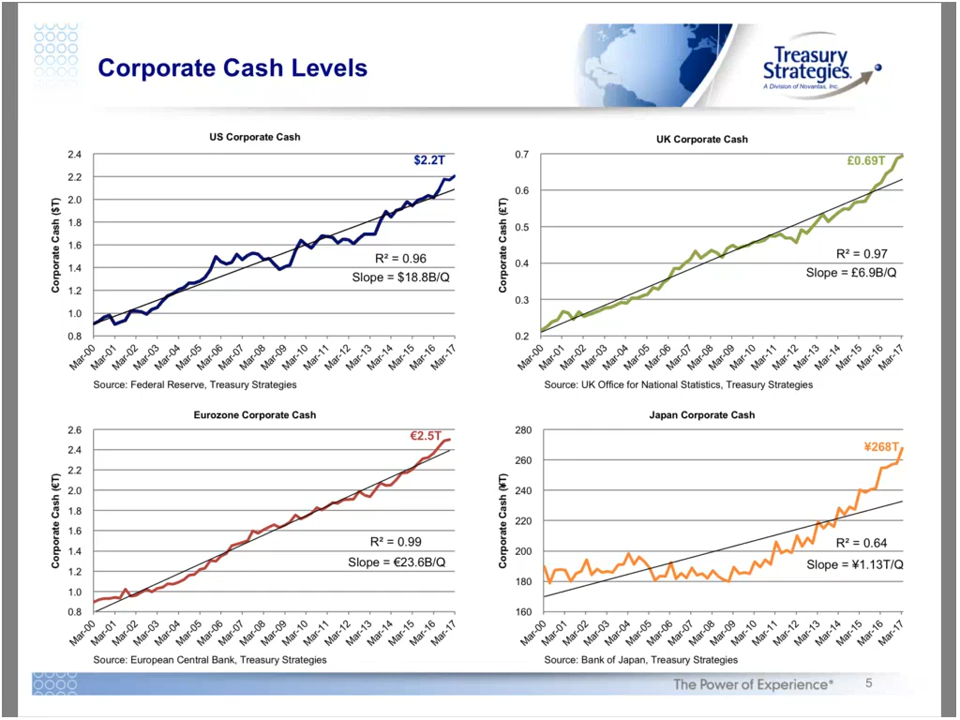 Corporate Cash Levels
Treasury
Strategies.
A Division of Novantas, Inc.
US Corporate Cash
Corporate Cash ($T)
2.4
2.2
2.0
1.8
1.6
1.4
1.2
1.0
0.8
$2.2T
R² = 0.96
Slope = $18.8B/Q
Mar-00 Mar-01 Mar-02 Mar-03 Mar-04 Mar-05 Mar-06 Mar-07 Mar-08 Mar-09 Mar-10 Mar-11 Mar-12 Mar-13 Mar-14 Mar-15 Mar-16 Mar-17
Source: Federal Reserve, Treasury Strategies
UK Corporate Cash
Corporate Cash (£T)
0.7
0.6
0.5
0.4
0.3
0.2
£0.69T
R² = 0.97
Slope = £6.9B/Q
Mar-00 Mar-01 Mar-02 Mar-03 Mar-04 Mar-05 Mar-06 Mar-07 Mar-08 Mar-09 Mar-10 Mar-11 Mar-12 Mar-13 Mar-14 Mar-15 Mar-16 Mar-17
Source: UK Office for National Statistics, Treasury Strategies
Eurozone Corporate Cash
Corporate Cash (€T)
2.6
2.4
2.2
2.0
1.8
1.6
1.4
1.2
1.0
0.8
€2.5T
R² = 0.99
Slope = €23.6B/Q
Mar-00 Mar-01 Mar-02 Mar-03 Mar-04 Mar-05 Mar-06 Mar-07 Mar-08 Mar-09 Mar-10 Mar-11 Mar-12 Mar-13 Mar-14 Mar-15 Mar-16 Mar-17
Source: European Central Bank, Treasury Strategies
Japan Corporate Cash
Corporate Cash (¥T)
280
260
240
220
200
180
160
¥268T
R² = 0.64
Slope = ¥1.13T/Q
Mar-00 Mar-01 Mar-02 Mar-03 Mar-04 Mar-05 Mar-06 Mar-07 Mar-08 Mar-09 Mar-10 Mar-11 Mar-12 Mar-13 Mar-14 Mar-15 Mar-16 Mar-17
Source: Bank of Japan, Treasury Strategies
The Power of Experience®
5